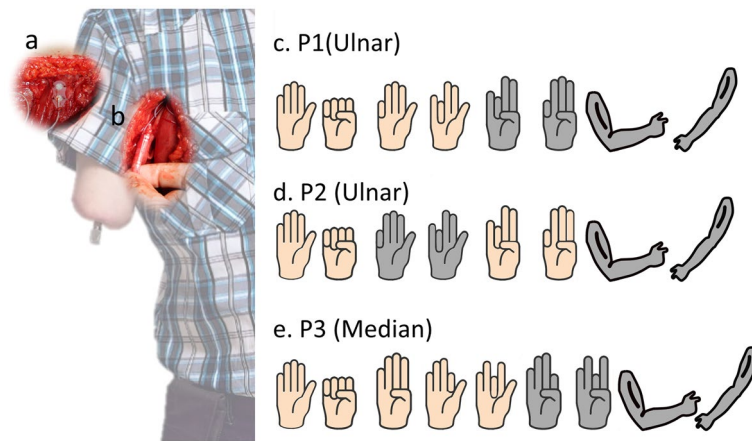 a
b
c. P1(Ulnar)
d. P2 (Ulnar)
e. P3 (Median)